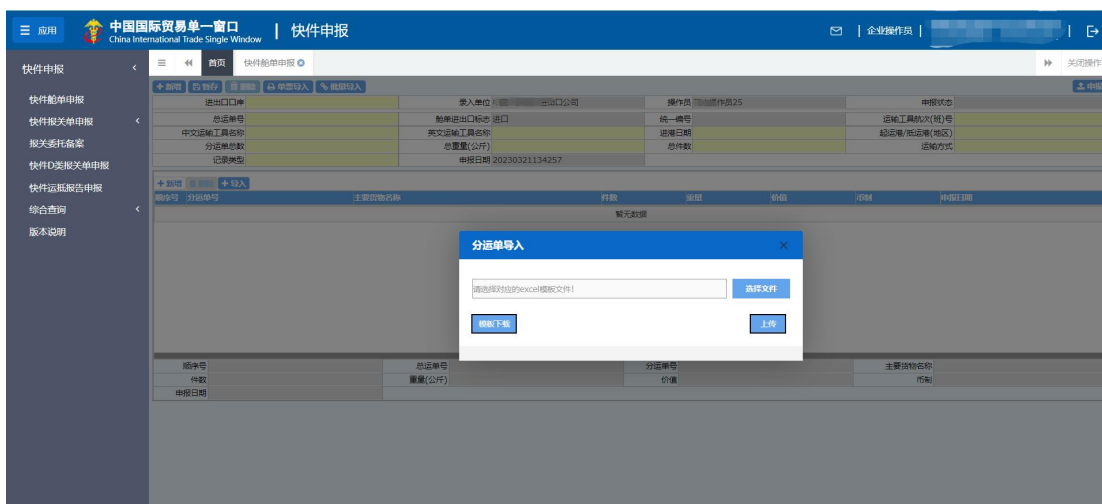 应用 中国国际贸易单一窗口 China International Trade Single Window | 快件申报 | 企业操作员 |
快件申报 首页 快件舱单申报 关闭操作
+新增 暂存 删除 单票导入 批量导入 申报
快件舱单申报
快件报关单申报
报关委托备案
快件D类报关单申报
快件运抵报告申报
综合查询
版本说明
进出口口岸 录入单位 进出口公司 操作员 操作员25 申报状态
总运单号 舱单进出口标志 进口 统一编号 运输工具航次(班)号
中文运输工具名称 英文运输工具名称 进港日期 起运港/抵运港(地区)
分运单总数 总重量(公斤) 总件数 运输方式
记录类型 申报日期 20230321134257
+新增 删除 +导入
顺序号 分运单号 主要货物名称 件数 重量 价值 币制 申报日期
暂无数据
分运单导入
请选择对应的excel模板文件! 选择文件
模板下载 上传
顺序号 总运单号 分运单号 主要货物名称
件数 重量(公斤) 价值 币制
申报日期